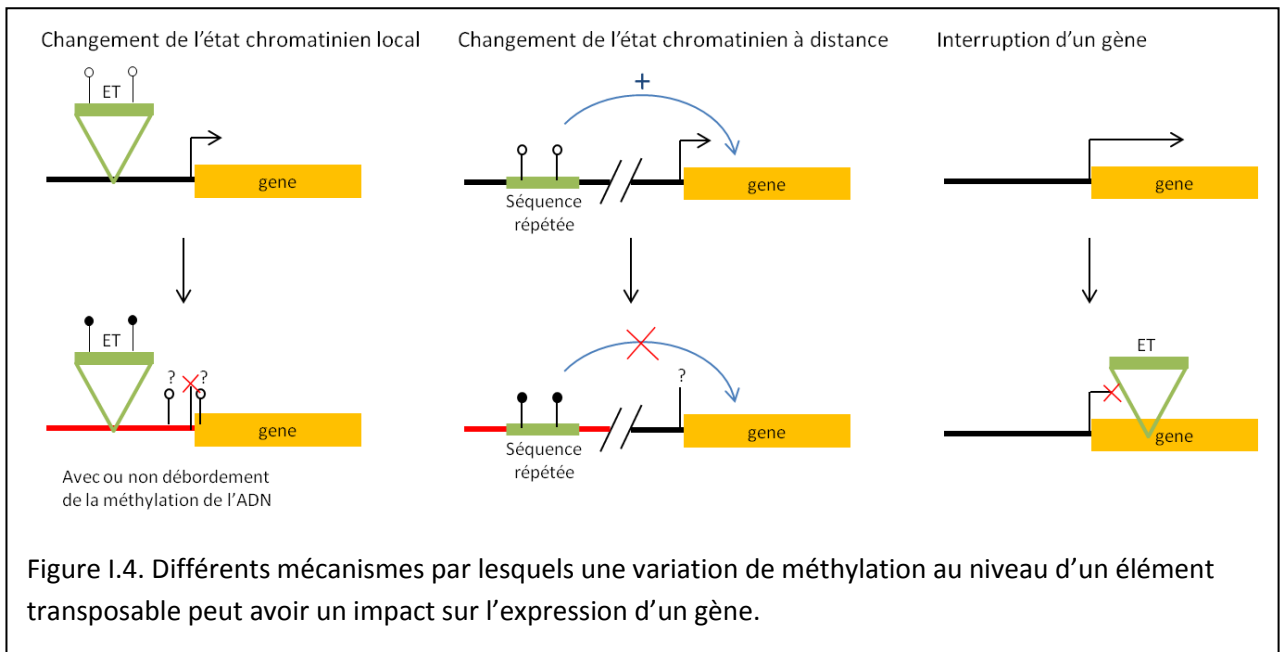 Changement de l'état chromatinien local
ET
gene
?
?
ET
gene
Avec ou non débordement
de la méthylation de l'ADN
Changement de l'état chromatinien à distance
+
Séquence
répétée
gene
?
Séquence
répétée
gene
Interruption d'un gène
gene
ET
gene
Figure I.4. Différents mécanismes par lesquels une variation de méthylation au niveau d'un élément
transposable peut avoir un impact sur l'expression d'un gène.